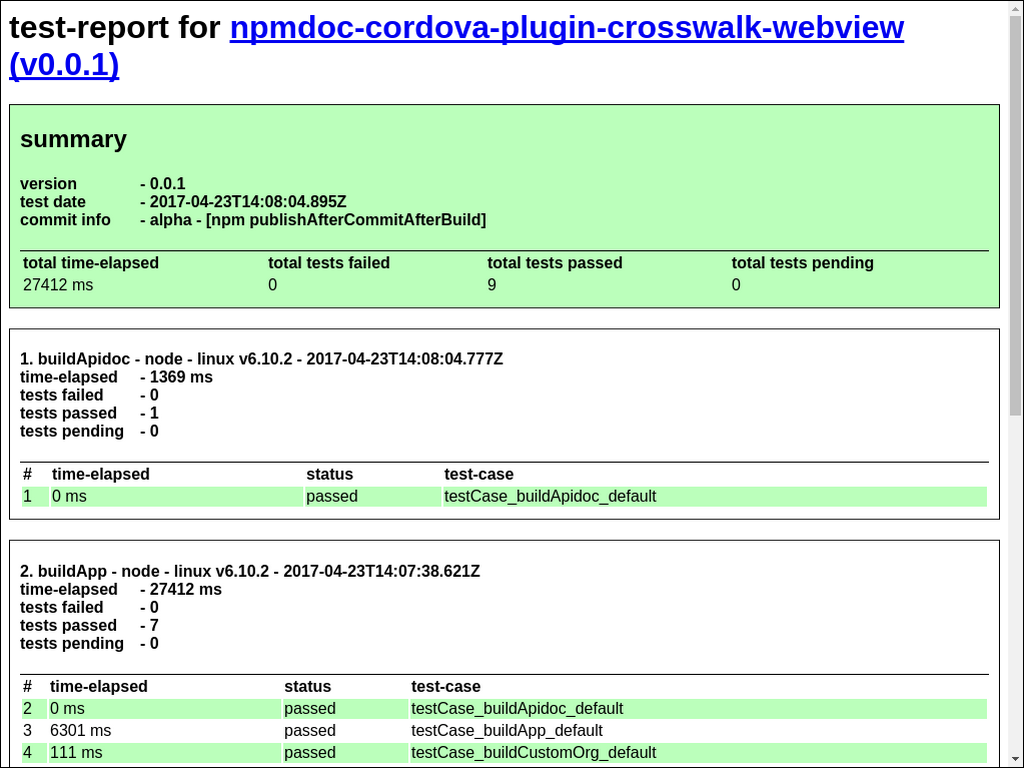 test-report for npmdoc-cordova-plugin-crosswalk-webview
(v0.0.1)
summary
version - 0.0.1
test date - 2017-04-23T14:08:04.895Z
commit info - alpha - [npm publishAfterCommitAfterBuild]
total time-elapsed total tests failed total tests passed total tests pending
27412 ms 0 9 0
1. buildApidoc - node - linux v6.10.2 - 2017-04-23T14:08:04.777Z
time-elapsed - 1369 ms
tests failed - 0
tests passed - 1
tests pending - 0
# time-elapsed status test-case
1 0 ms passed testCase_buildApidoc_default
2. buildApp - node - linux v6.10.2 - 2017-04-23T14:07:38.621Z
time-elapsed - 27412 ms
tests failed - 0
tests passed - 7
tests pending - 0
# time-elapsed status test-case
2 0 ms passed testCase_buildApidoc_default
3 6301 ms passed testCase_buildApp_default
4 111 ms passed testCase_buildCustomOrg_default